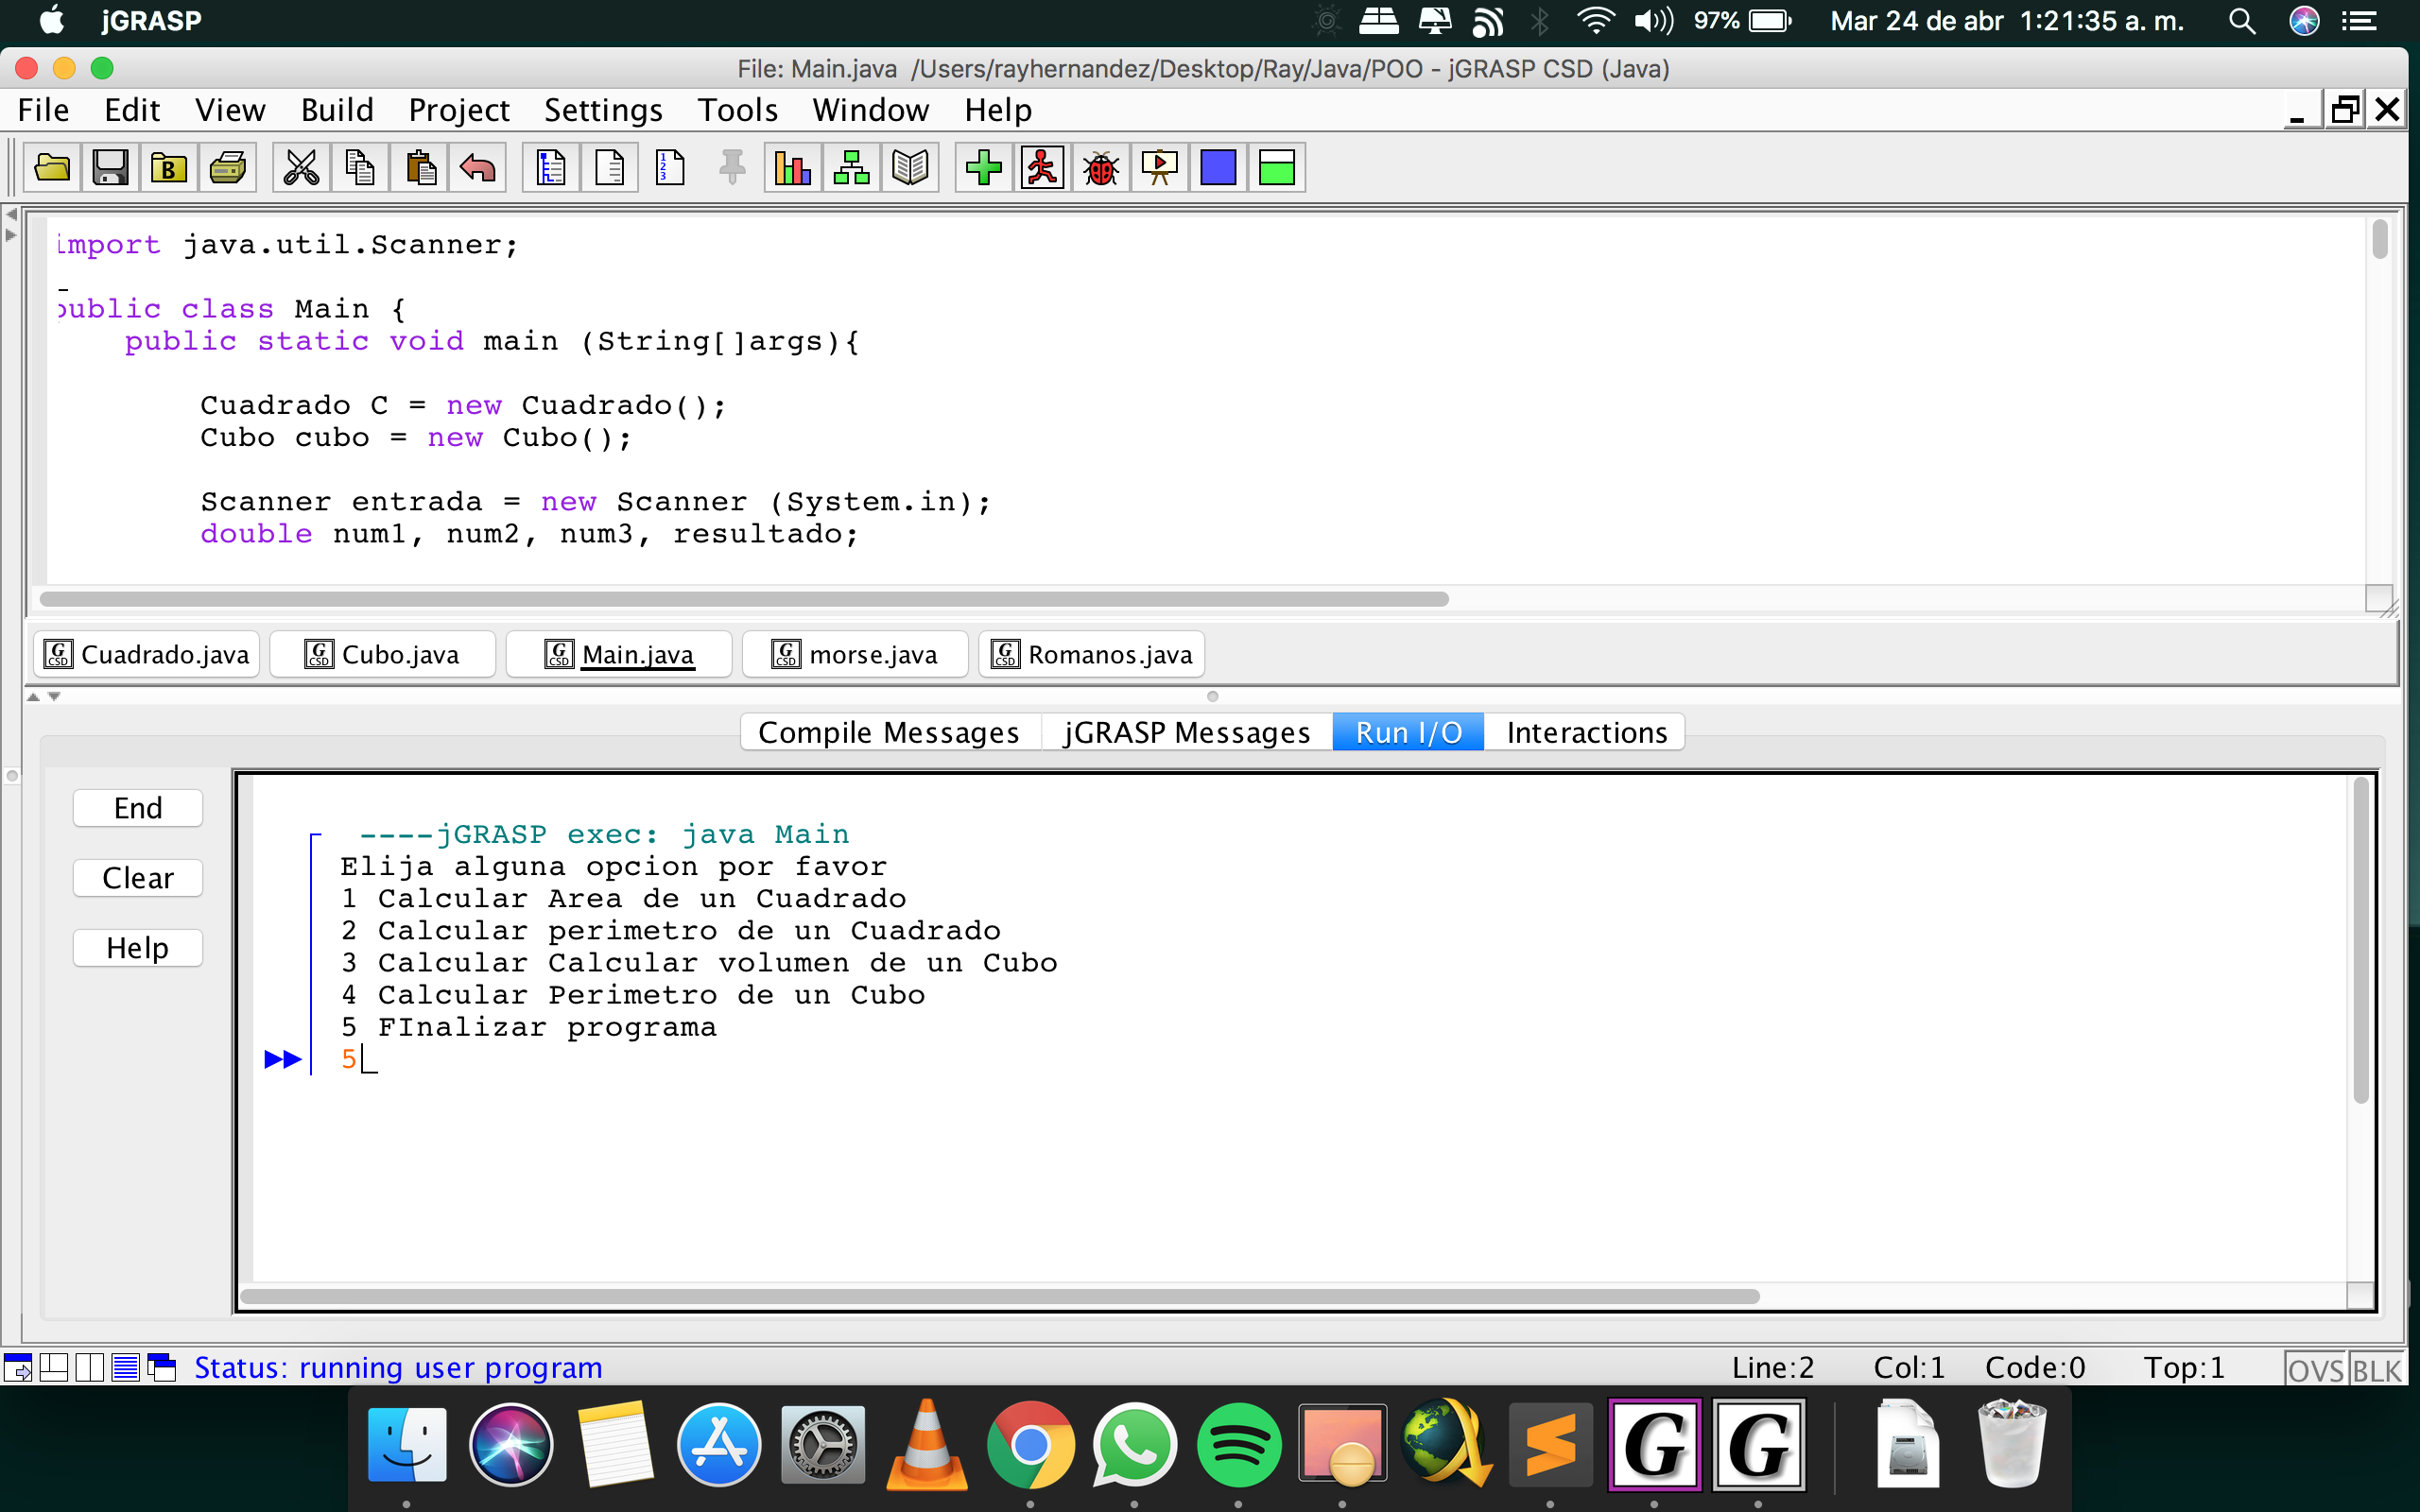 jGRASP
97% Mar 24 de abr 1:21:35 a. m.
File: Main.java /Users/rayhernandez/Desktop/Ray/Java/POO - jGRASP CSD (Java)
File Edit View Build Project Settings Tools Window Help
import java.util.Scanner;
public class Main {
public static void main (String[]args){
Cuadrado C = new Cuadrado();
Cubo cubo = new Cubo();
Scanner entrada = new Scanner (System.in);
double num1, num2, num3, resultado;
Cuadrado.java Cubo.java Main.java morse.java Romanos.java
Compile Messages jGRASP Messages Run I/O Interactions
End
Clear
Help
----jGRASP exec: java Main
Elija alguna opcion por favor
1 Calcular Area de un Cuadrado
2 Calcular perimetro de un Cuadrado
3 Calcular Calcular volumen de un Cubo
4 Calcular Perimetro de un Cubo
5 FInalizar programa
5
Status: running user program Line:2 Col:1 Code:0 Top:1 OVS BLK